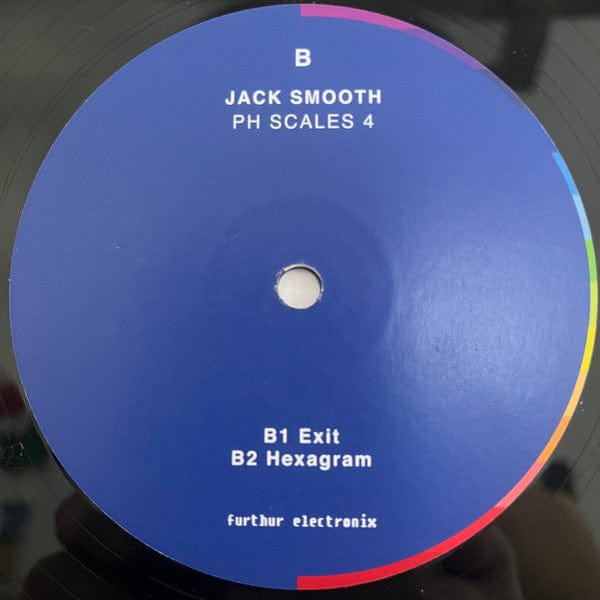 B
JACK SMOOTH
PH SCALES 4
B1 Exit
B2 Hexagram
furthur electronix